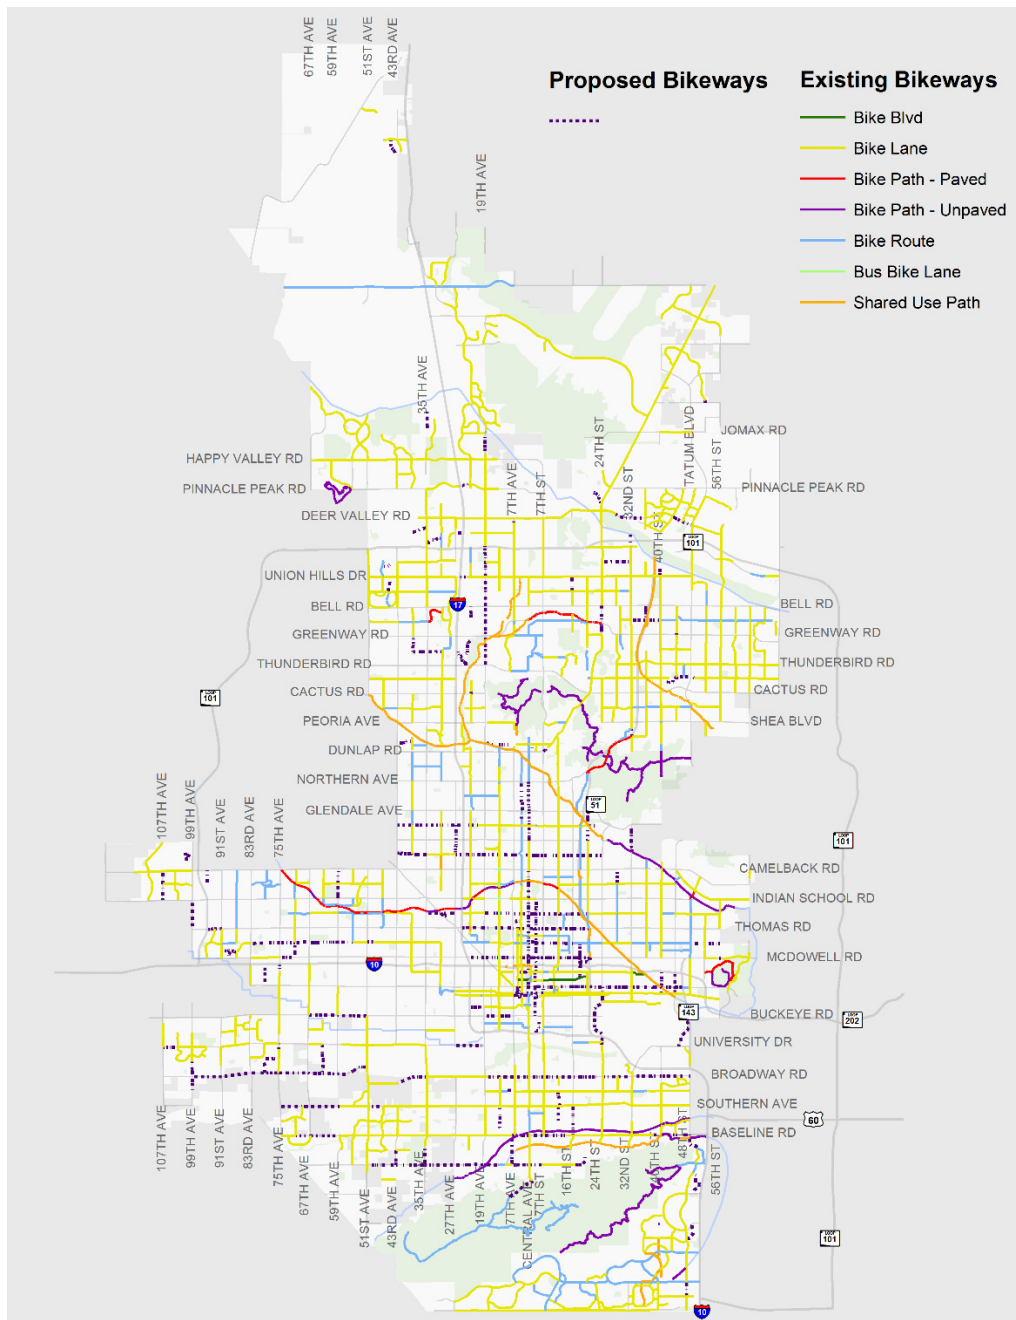 67TH AVE
59TH AVE
51ST AVE
43RD AVE
Proposed Bikeways
Existing Bikeways
Bike Blvd
Bike Lane
Bike Path - Paved
Bike Path - Unpaved
Bike Route
Bus Bike Lane
Shared Use Path
19TH AVE
35TH AVE
24TH ST
TATUM BLVD
56TH ST
JOMAX RD
HAPPY VALLEY RD
PINNACLE PEAK RD
7TH AVE
7TH ST
32ND ST
PINNACLE PEAK RD
DEER VALLEY RD
40TH ST
LOOP
101
UNION HILLS DR
BELL RD
17
BELL RD
GREENWAY RD
GREENWAY RD
THUNDERBIRD RD
THUNDERBIRD RD
CACTUS RD
LOOP
101
CACTUS RD
PEORIA AVE
SHEA BLVD
DUNLAP RD
NORTHERN AVE
GLENDALE AVE
LOOP
51
107TH AVE
99TH AVE
91ST AVE
83RD AVE
75TH AVE
LOOP
101
CAMELBACK RD
INDIAN SCHOOL RD
THOMAS RD
MCDOWELL RD
10
LOOP
143
BUCKEYE RD
LOOP
202
UNIVERSITY DR
BROADWAY RD
SOUTHERN AVE
60
BASELINE RD
107TH AVE
99TH AVE
91ST AVE
83RD AVE
75TH AVE
67TH AVE
59TH AVE
51ST AVE
43RD AVE
35TH AVE
27TH AVE
19TH AVE
7TH AVE
CENTRAL AVE
7TH ST
16TH ST
24TH ST
32ND ST
40TH ST
48TH ST
56TH ST
LOOP
101
10